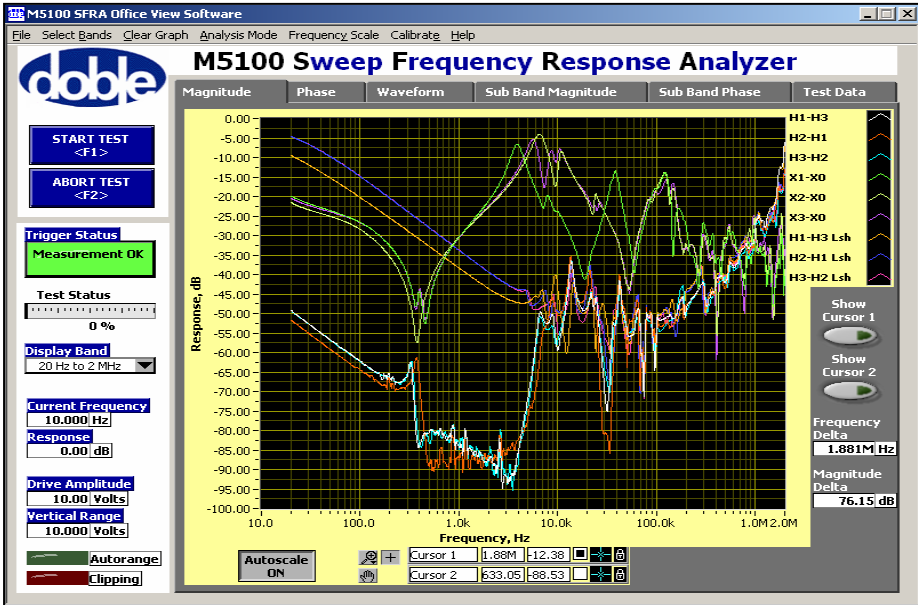 M5100 SFRA Office View Software
File Select Bands Clear Graph Analysis Mode Frequency Scale Calibrate Help
doble
M5100 Sweep Frequency Response Analyzer
START TEST
<F1>
ABORT TEST
<F2>
Trigger Status
Measurement OK
Test Status
0 %
Display Band
20 Hz to 2 MHz
Current Frequency
10.000 Hz
Response
0.00 dB
Drive Amplitude
10.00 Volts
Vertical Range
10.000 Volts
Autorange
Clipping
Magnitude Phase Waveform Sub Band Magnitude Sub Band Phase Test Data
Response, dB
0.00
-5.00
-10.00
-15.00
-20.00
-25.00
-30.00
-35.00
-40.00
-45.00
-50.00
-55.00
-60.00
-65.00
-70.00
-75.00
-80.00
-85.00
-90.00
-95.00
-100.00
10.0 100.0 1.0k 10.0k 100.0k 1.0M 2.0M
Frequency, Hz
H1-H3
H2-H1
H3-H2
X1-X0
X2-X0
X3-X0
H1-H3 Lsh
H2-H1 Lsh
H3-H2 Lsh
Show
Cursor 1
Show
Cursor 2
Frequency
Delta
1.881M Hz
Magnitude
Delta
76.15 dB
Autoscale
ON
Cursor 1 1.88M -12.38
Cursor 2 633.05 -88.53